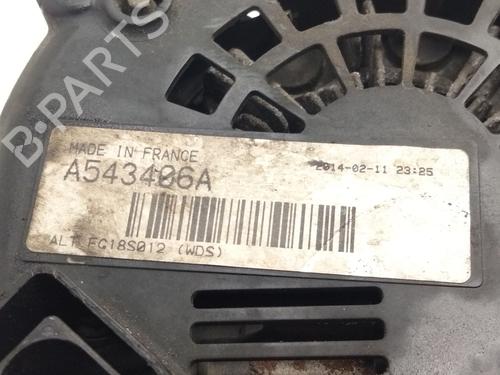 B-PARTS
MADE IN FRANCE
2014-02-11 23:25
A543406A
ALT FG18S012 (WDS)